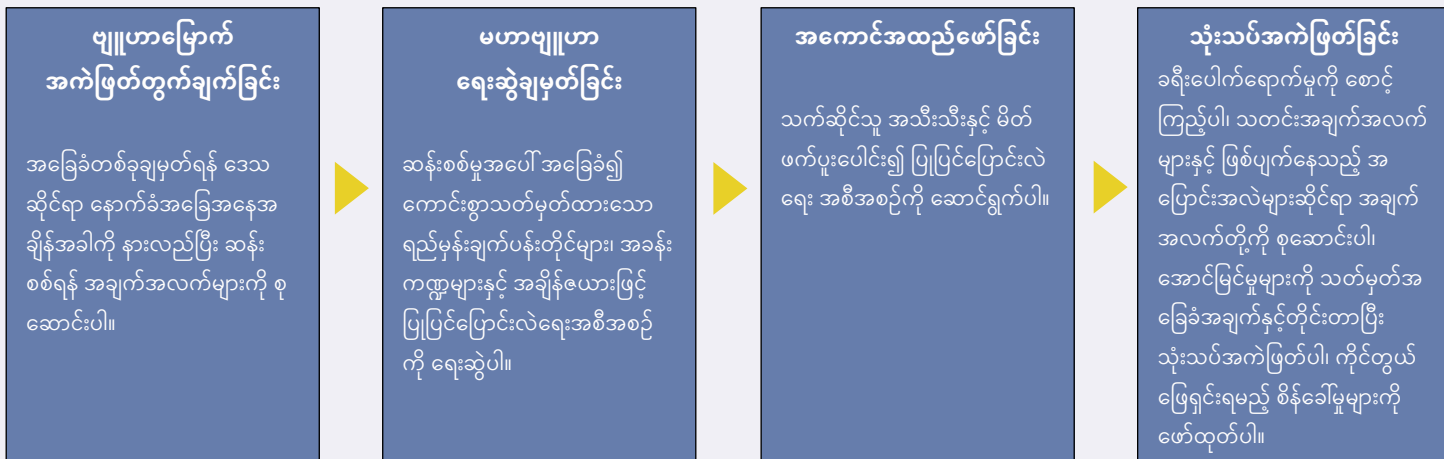 ဗျူဟာမြောက်
အကဲဖြတ်တွက်ချက်ခြင်း
အခြေခံတစ်ခုချမှတ်ရန် ဒေသ
ဆိုင်ရာ နောက်ခံအခြေအနေအ
ချိန်အခါကို နားလည်ပြီး ဆန်း
စစ်ရန် အချက်အလက်များကို စု
ဆောင်းပါ။
မဟာဗျူဟာ
ရေးဆွဲချမှတ်ခြင်း
ဆန်းစစ်မှုအပေါ် အခြေခံ၍
ကောင်းစွာသတ်မှတ်ထားသော
ရည်မှန်းချက်ပန်းတိုင်များ၊ အခန်း
ကဏ္ဍများနှင့် အချိန်ဇယားဖြင့်
ပြုပြင်ပြောင်းလဲရေးအစီအစဉ်
ကို ရေးဆွဲပါ။
အကောင်အထည်ဖော်ခြင်း
သက်ဆိုင်သူ အသီးသီးနှင့် မိတ်
ဖက်ပူးပေါင်း၍ ပြုပြင်ပြောင်းလဲ
ရေး အစီအစဉ်ကို ဆောင်ရွက်ပါ။
သုံးသပ်အကဲဖြတ်ခြင်း
ခရီးပေါက်ရောက်မှုကို စောင့်
ကြည့်ပါ၊ သတင်းအချက်အလက်
များနှင့် ဖြစ်ပျက်နေသည့် အ
ပြောင်းအလဲများဆိုင်ရာ အချက်
အလက်တို့ကို စုဆောင်းပါ၊
အောင်မြင်မှုများကို သတ်မှတ်အ
ခြေခံအချက်နှင့်တိုင်းတာပြီး
သုံးသပ်အကဲဖြတ်ပါ၊ ကိုင်တွယ်
ဖြေရှင်းရမည့် စိန်ခေါ်မှုများကို
ဖော်ထုတ်ပါ။